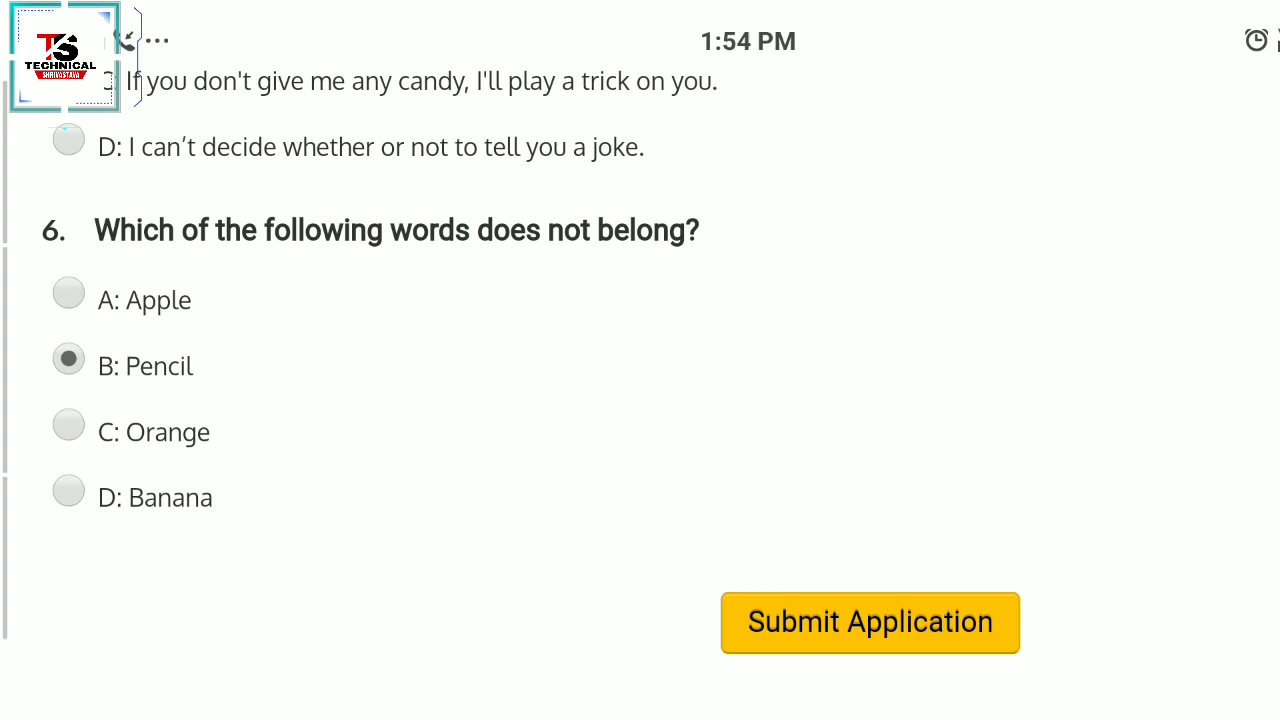 TS
TECHNICAL
SHRIVASTAVA
...
1:54 PM
C: If you don't give me any candy, I'll play a trick on you.
D: I can’t decide whether or not to tell you a joke.
6. Which of the following words does not belong?
A: Apple
B: Pencil
C: Orange
D: Banana
Submit Application